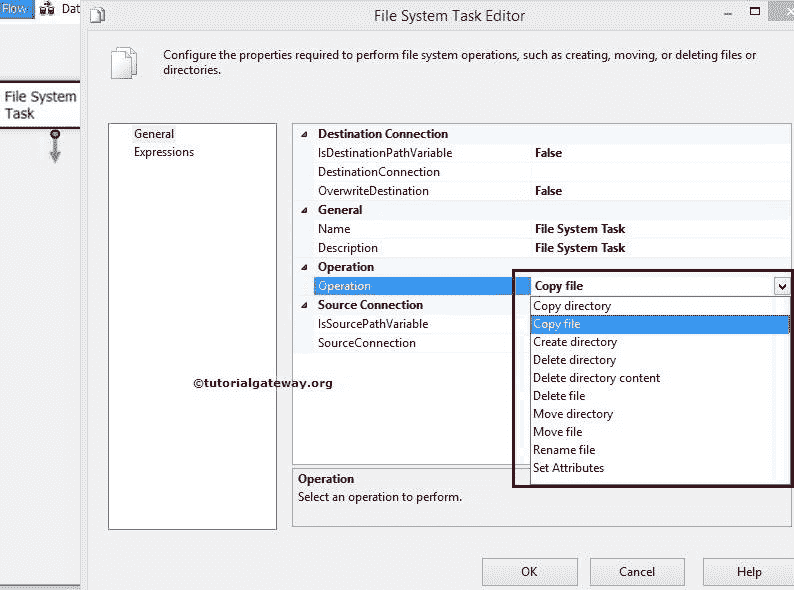 Flow
Dat
File System Task Editor
Configure the properties required to perform file system operations, such as creating, moving, or deleting files or
directories.
File System
Task
General
Expressions
Destination Connection
IsDestinationPathVariable False
DestinationConnection
OverwriteDestination False
General
Name File System Task
Description File System Task
Operation
Operation Copy file
Source Connection
IsSourcePathVariable
SourceConnection
Copy directory
Copy file
Create directory
Delete directory
Delete directory content
Delete file
Move directory
Move file
Rename file
Set Attributes
©tutorialgateway.org
Operation
Select an operation to perform.
OK Cancel Help